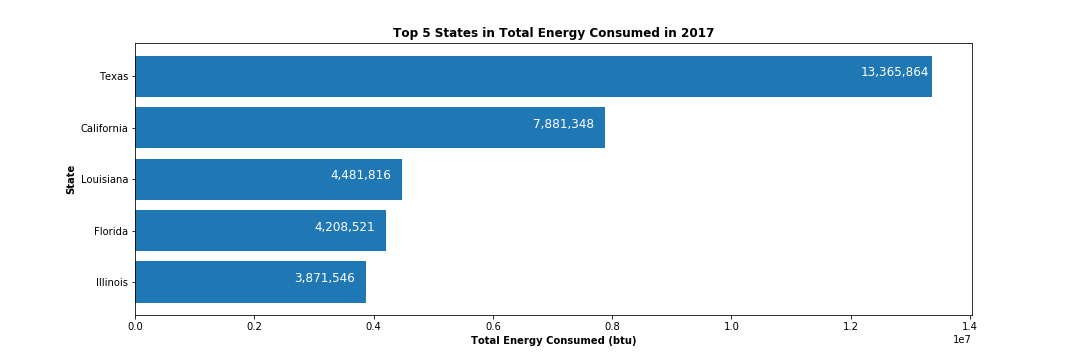 Top 5 States in Total Energy Consumed in 2017
Texas
13,365,864
California
7,881,348
State
Louisiana
4,481,816
Florida
4,208,521
Illinois
3,871,546
0.0 0.2 0.4 0.6 0.8 1.0 1.2 1.4
1e7
Total Energy Consumed (btu)